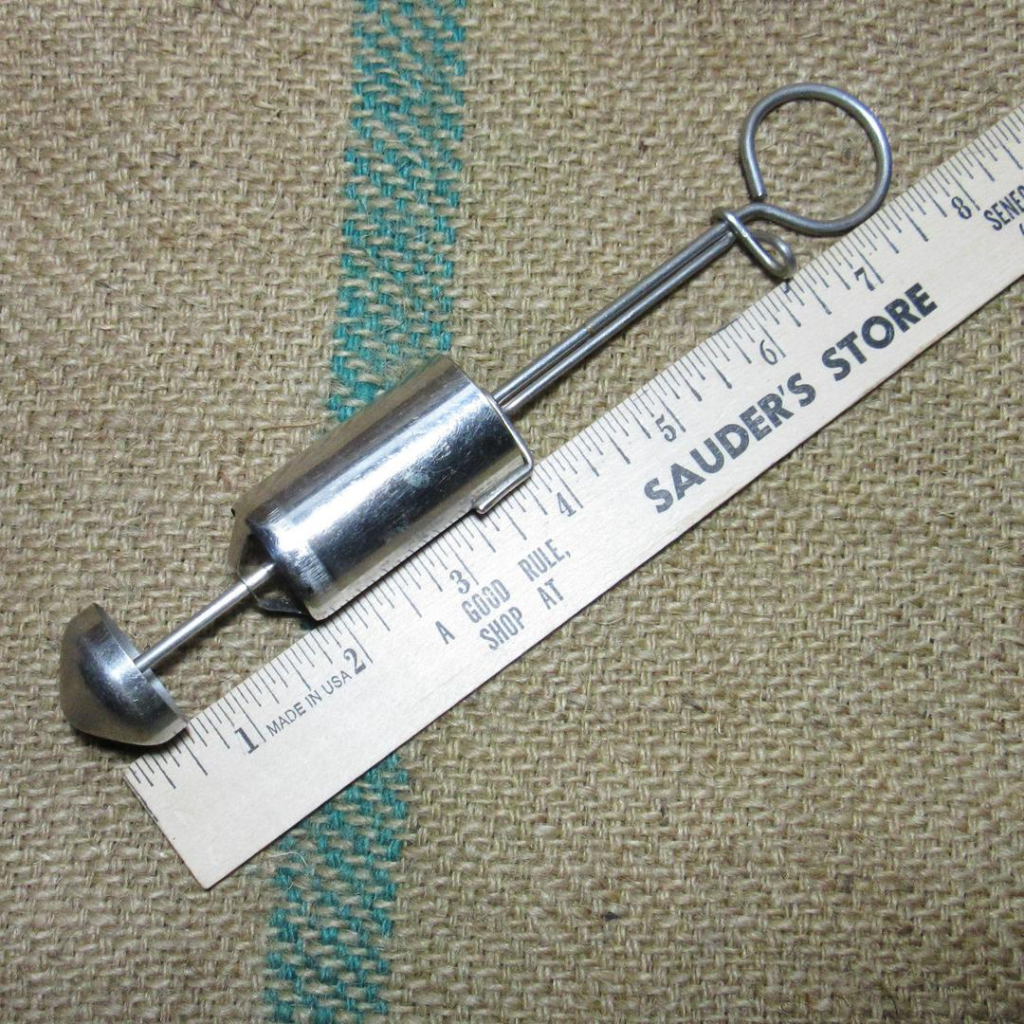 1 2 3 4 5 6 7 8
MADE IN USA
A GOOD RULE,
SHOP AT
SAUDER'S STORE